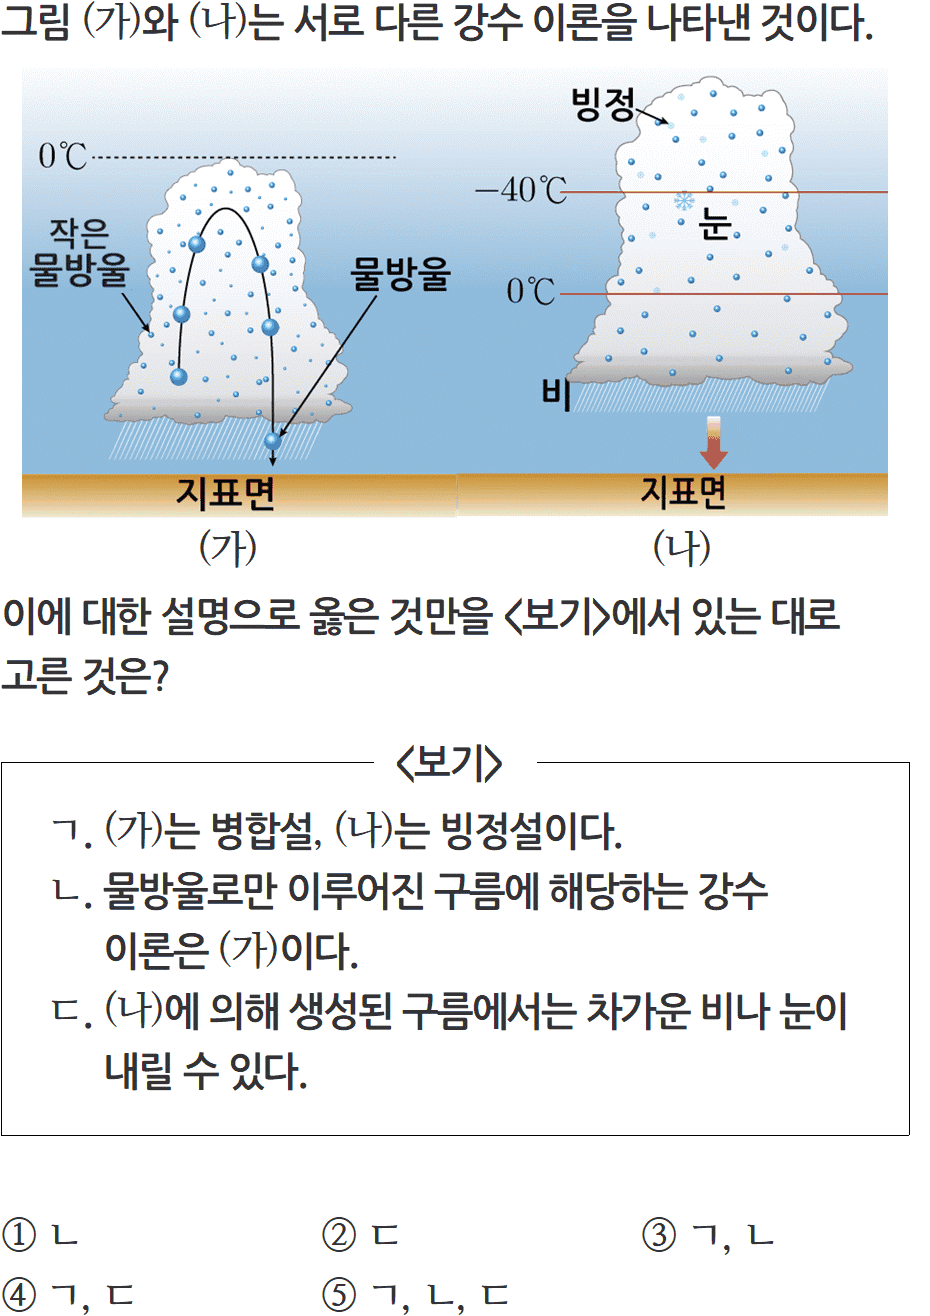 그림 (가)와 (나)는 서로 다른 강수 이론을 나타낸 것이다.
빙정
0℃
-40℃
작은
물방울
눈
물방울
0℃
비
지표면
지표면
(가)
(나)
이에 대한 설명으로 옳은 것만을 <보기>에서 있는 대로
고른 것은?
<보기>
ㄱ. (가)는 병합설, (나)는 빙정설이다.
ㄴ. 물방울로만 이루어진 구름에 해당하는 강수
이론은 (가)이다.
ㄷ. (나)에 의해 생성된 구름에서는 차가운 비나 눈이
내릴 수 있다.
① ㄴ ② ㄷ ③ ㄱ, ㄴ
④ ㄱ, ㄷ ⑤ ㄱ, ㄴ, ㄷ